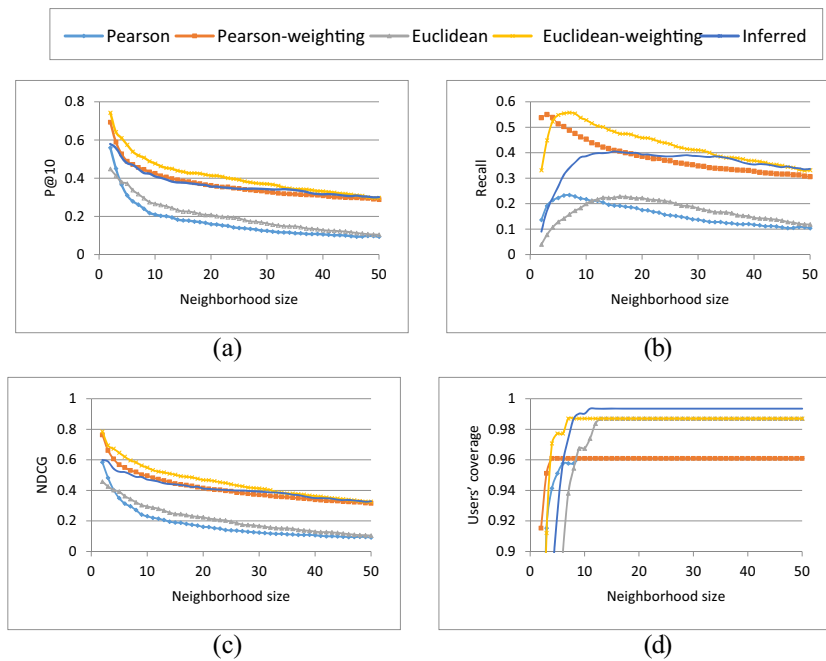 Pearson Pearson-weighting Euclidean Euclidean-weighting Inferred
0.8
0.6
0.4
0.2
0
0 10 20 30 40 50
P@10
Neighborhood size
(a)
0.6
0.5
0.4
0.3
0.2
0.1
0
0 10 20 30 40 50
Recall
Neighborhood size
(b)
1
0.8
0.6
0.4
0.2
0
0 10 20 30 40 50
NDCG
Neighborhood size
(c)
1
0.98
0.96
0.94
0.92
0.9
0 10 20 30 40 50
Users' coverage
Neighborhood size
(d)